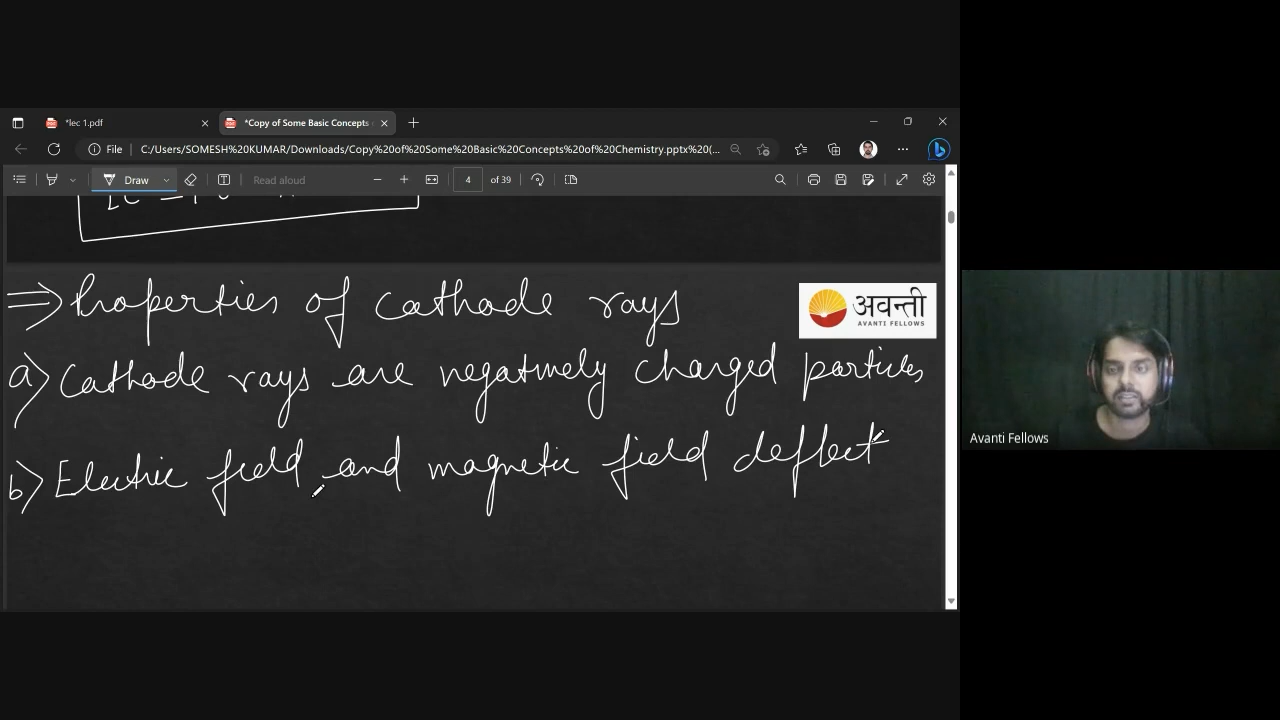 *lec 1.pdf
*Copy of Some Basic Concepts
File
C:/Users/SOMESH%20KUMAR/Downloads/Copy%20of%20Some%20Basic%20Concepts%20of%20Chemistry.pptx%20(...
Draw
Read aloud
4 of 39
⇒ Properties of cathode rays
अवन्ती
AVANTI FELLOWS
a) Cathode rays are negatively charged particles
b) Electric field and magnetic field deflect
Avanti Fellows